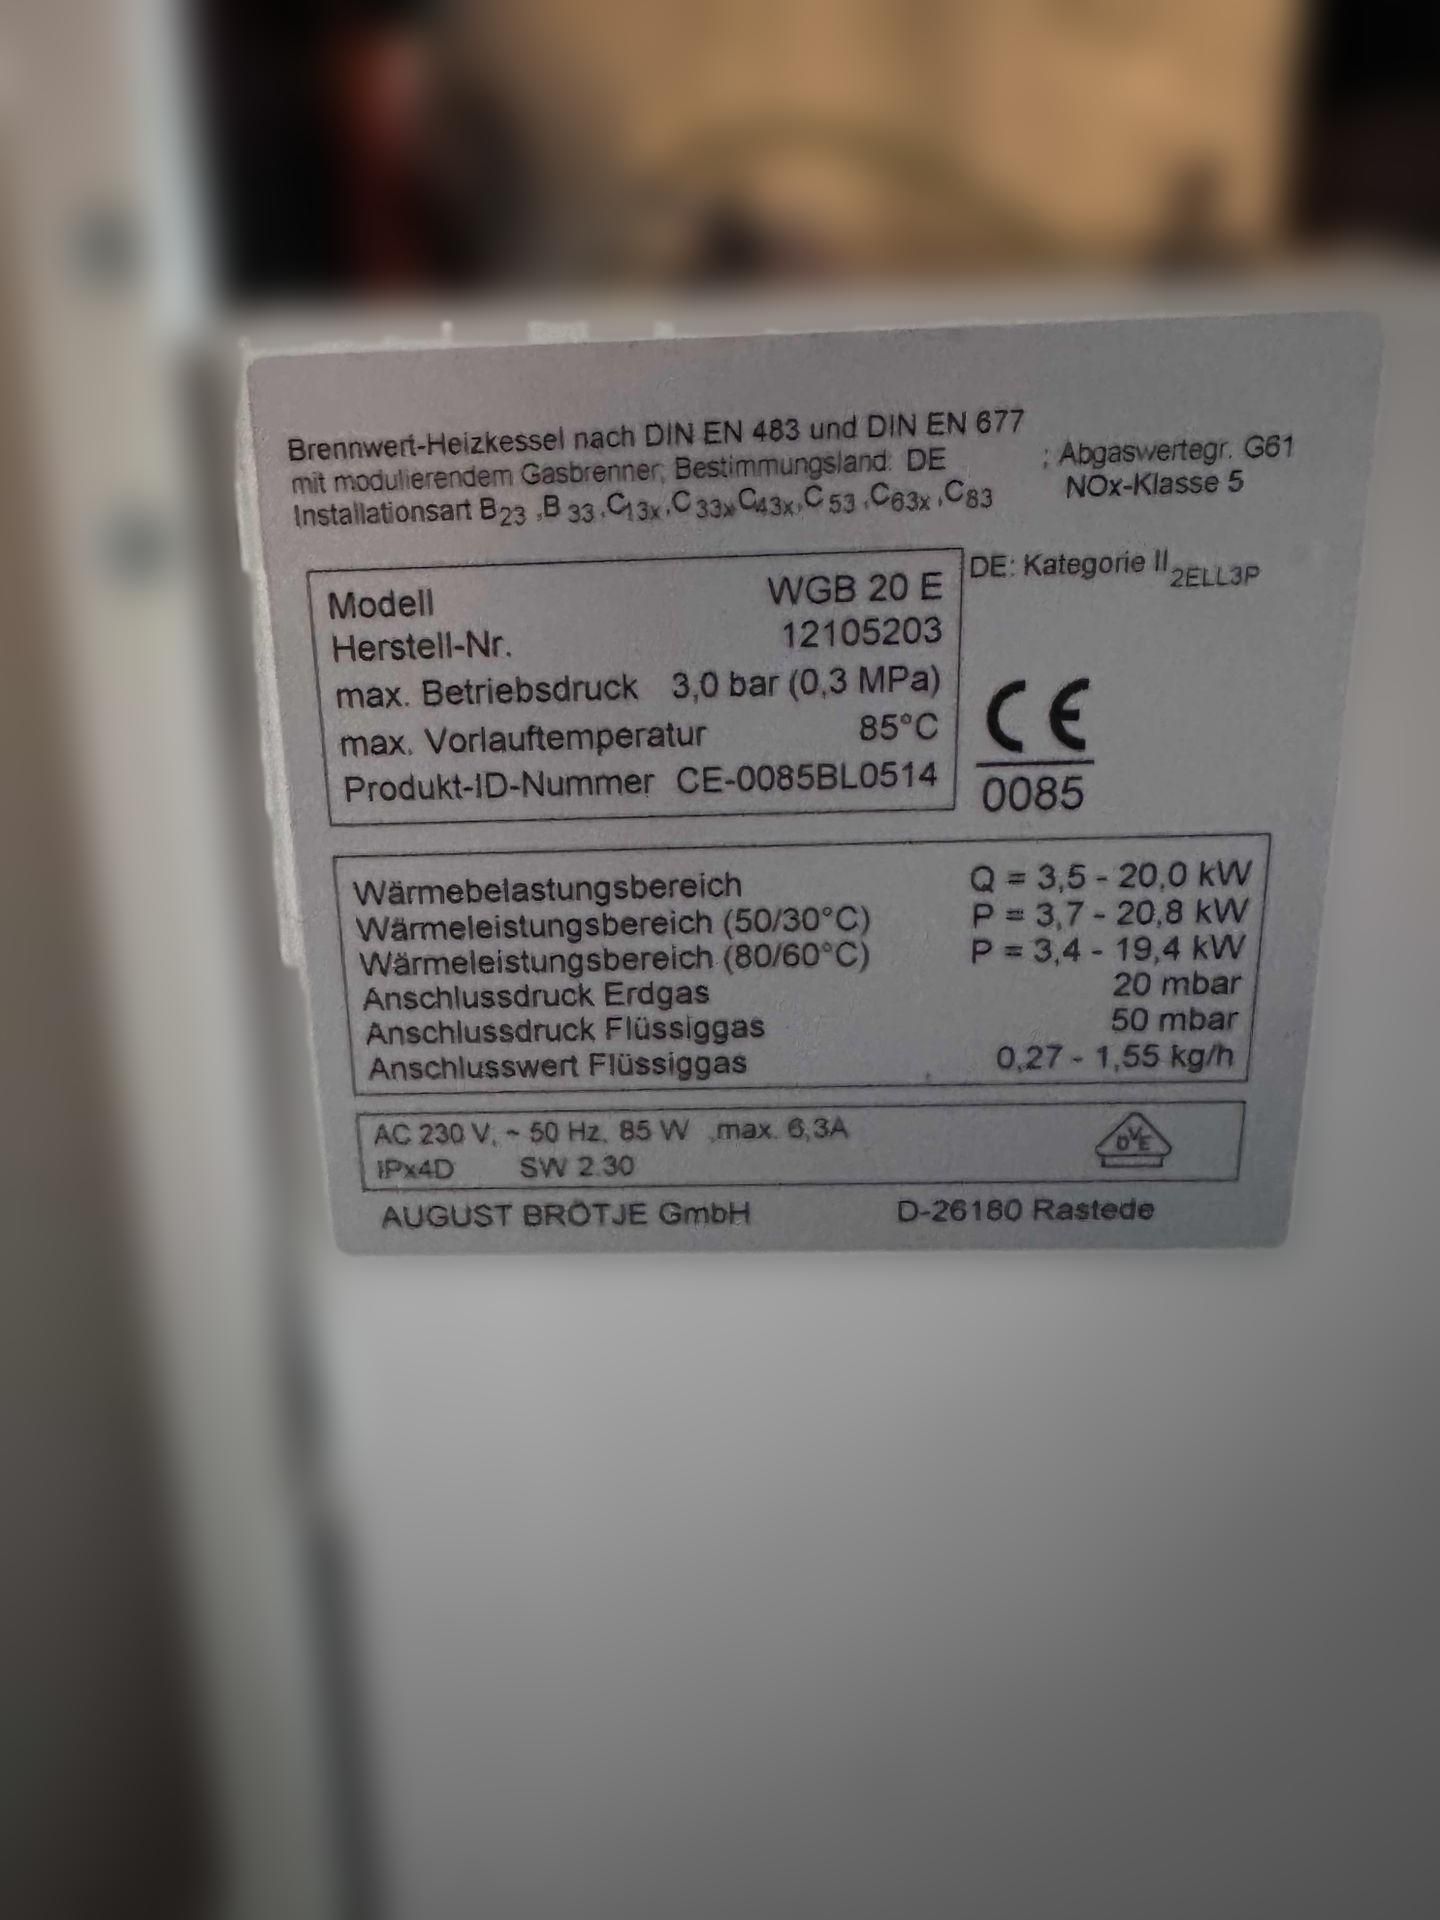 Brennwert-Heizkessel nach DIN EN 483 und DIN EN 677
mit modulierendem Gasbrenner, Bestimmungsland: DE ; Abgaswertegr. G61
Installationsart B23 ,B 33 ,C13x ,C 33x,C43x,C 53 ,C63x ,C83 NOx-Klasse 5
DE: Kategorie II 2ELL3P
Modell WGB 20 E
Herstell-Nr. 12105203
max. Betriebsdruck 3,0 bar (0,3 MPa)
max. Vorlauftemperatur 85°C
Produkt-ID-Nummer CE-0085BL0514
CE
0085
Wärmebelastungsbereich Q = 3,5 - 20,0 kW
Wärmeleistungsbereich (50/30°C) P = 3,7 - 20,8 kW
Wärmeleistungsbereich (80/60°C) P = 3,4 - 19,4 kW
Anschlussdruck Erdgas 20 mbar
Anschlussdruck Flüssiggas 50 mbar
Anschlusswert Flüssiggas 0,27 - 1,55 kg/h
AC 230 V, ~ 50 Hz, 85 W ,max. 6,3A
IPx4D SW 2.30
DVE
AUGUST BRÖTJE GmbH D-26180 Rastede